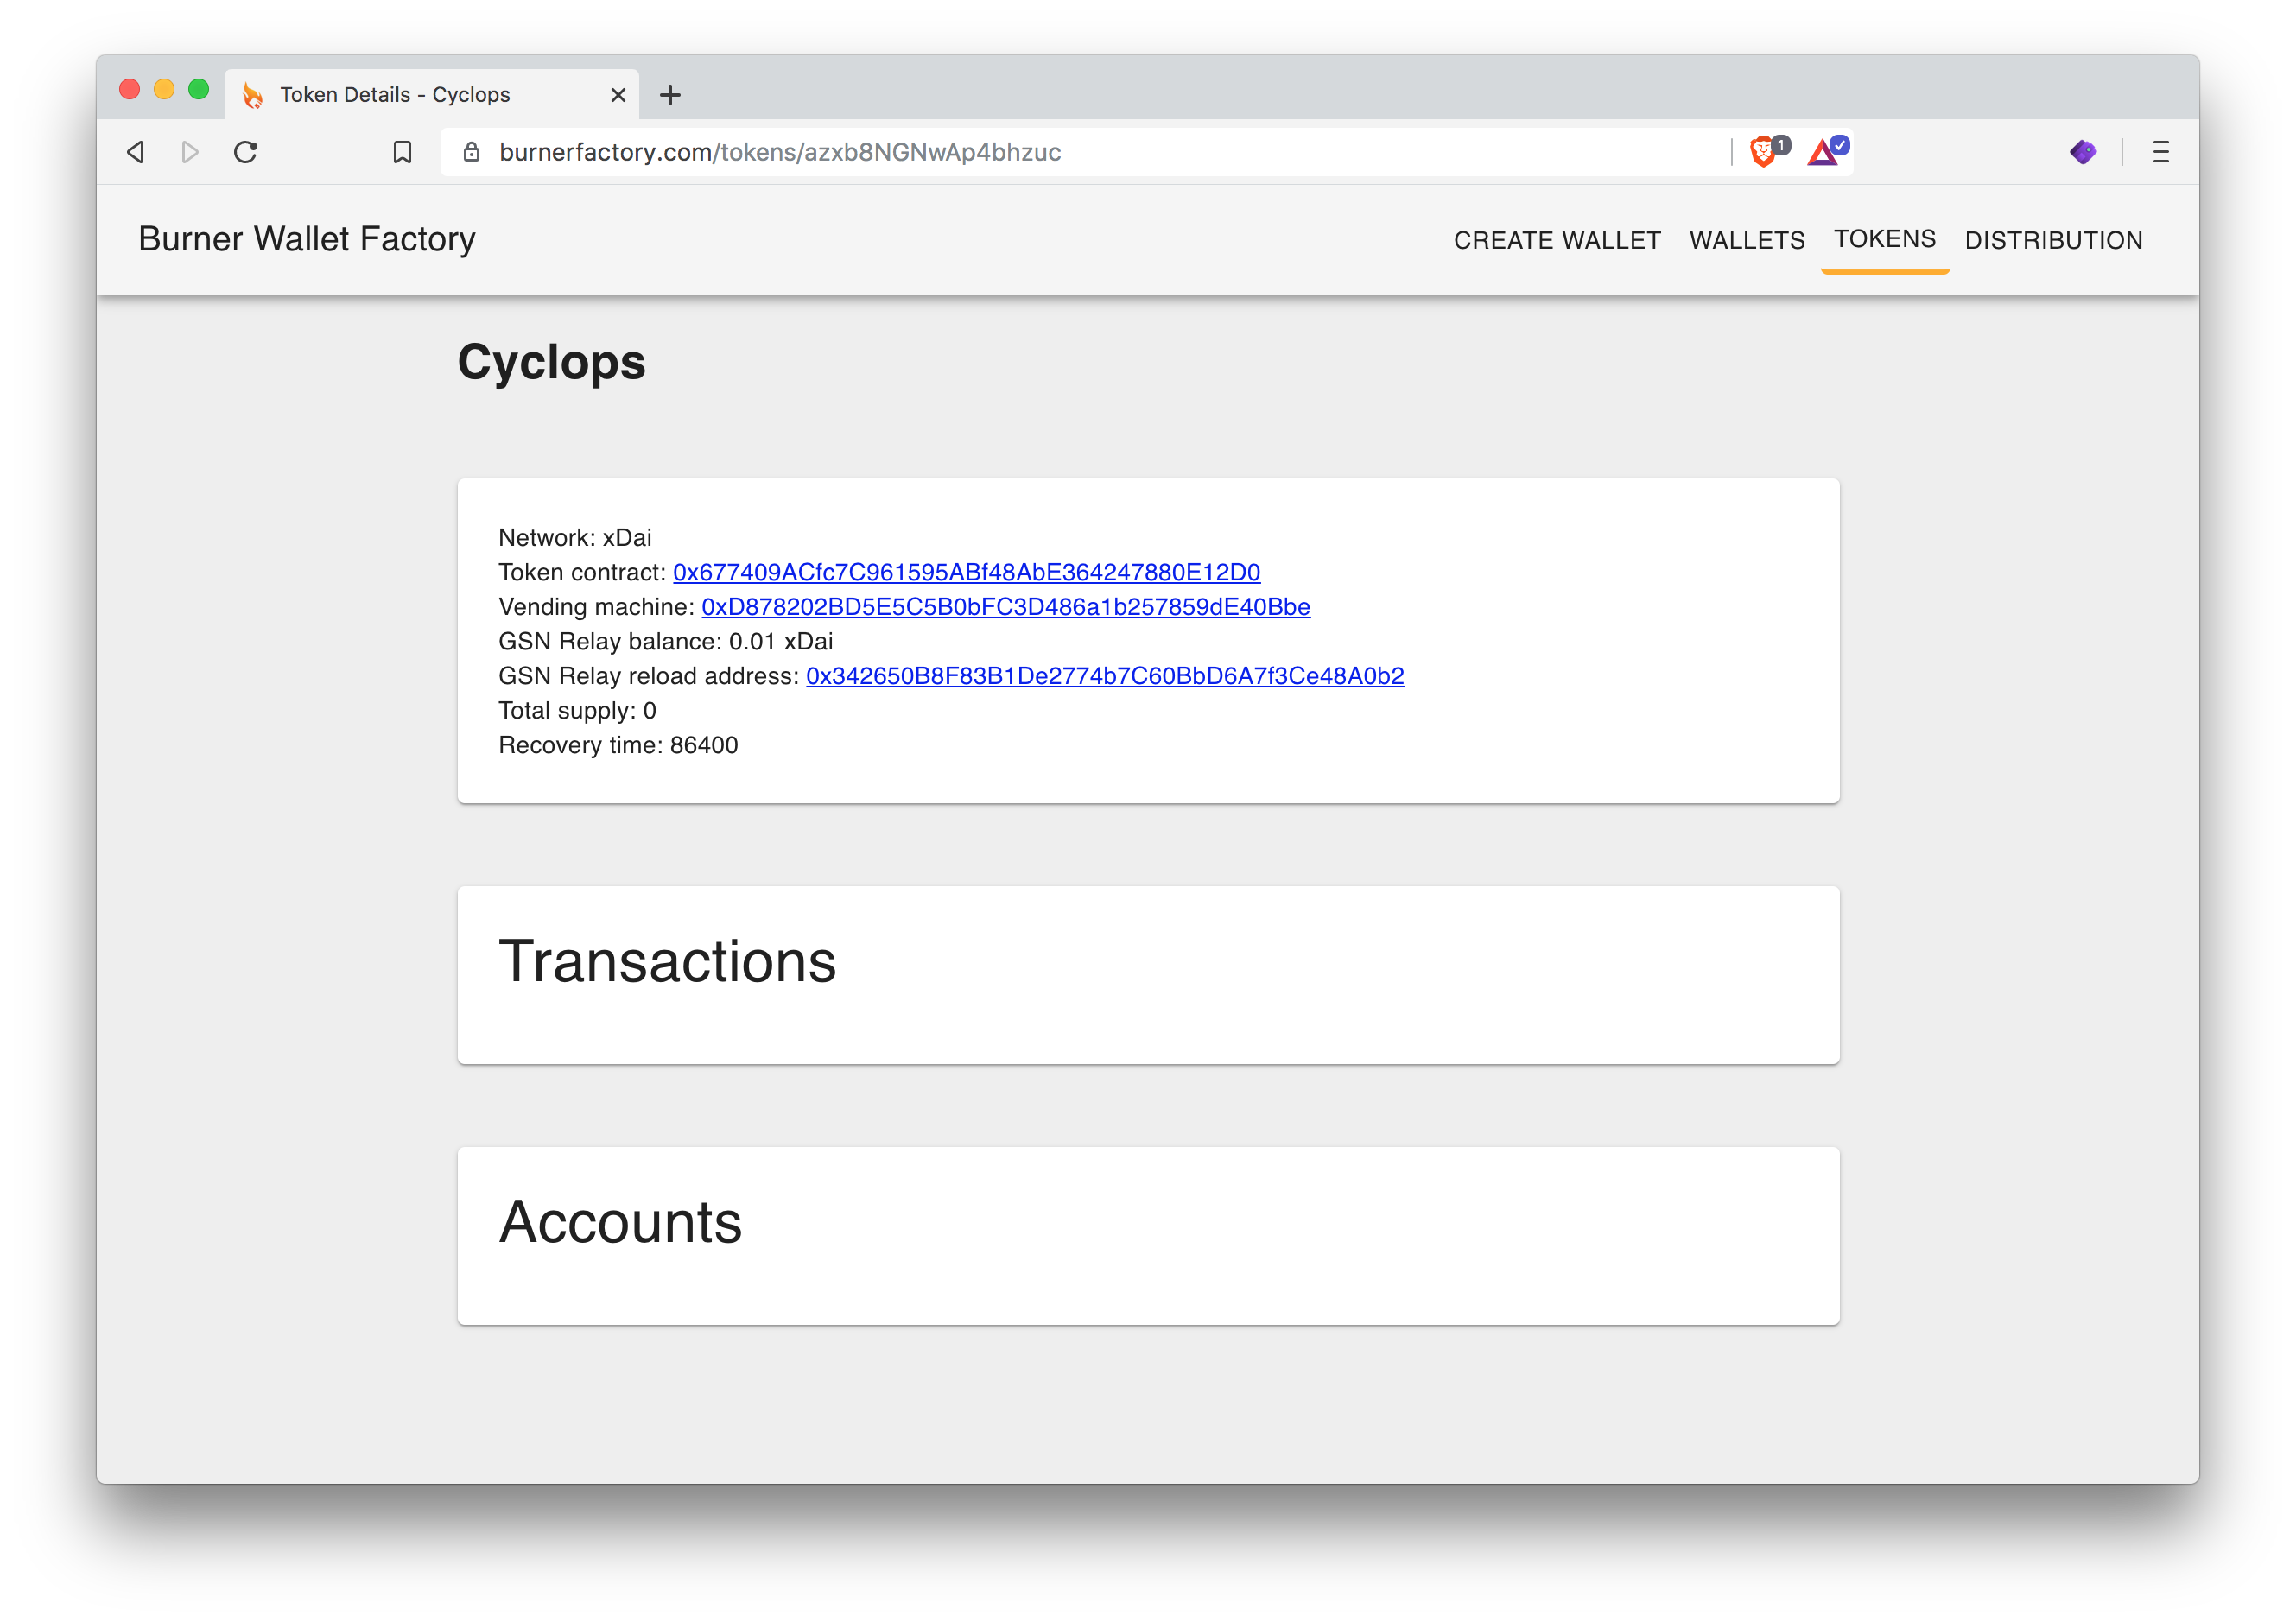 Token Details - Cyclops
burnerfactory.com/tokens/azxb8NGNwAp4bhzuc
1
Burner Wallet Factory
CREATE WALLET
WALLETS
TOKENS
DISTRIBUTION
Cyclops
Network: xDai
Token contract: 0x677409ACfc7C961595ABf48AbE364247880E12D0
Vending machine: 0xD878202BD5E5C5B0bFC3D486a1b257859dE40Bbe
GSN Relay balance: 0.01 xDai
GSN Relay reload address: 0x342650B8F83B1De2774b7C60BbD6A7f3Ce48A0b2
Total supply: 0
Recovery time: 86400
Transactions
Accounts